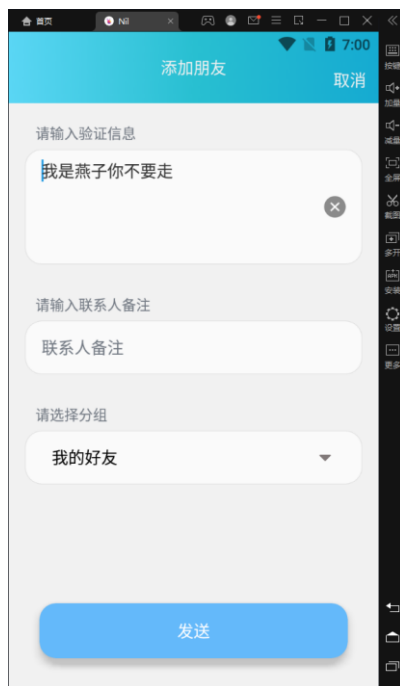 首页
Nil
7:00
添加朋友
取消
请输入验证信息
我是燕子你不要走
请输入联系人备注
联系人备注
请选择分组
我的好友
发送
按键
加量
减量
全屏
截图
多开
安装
设置
更多